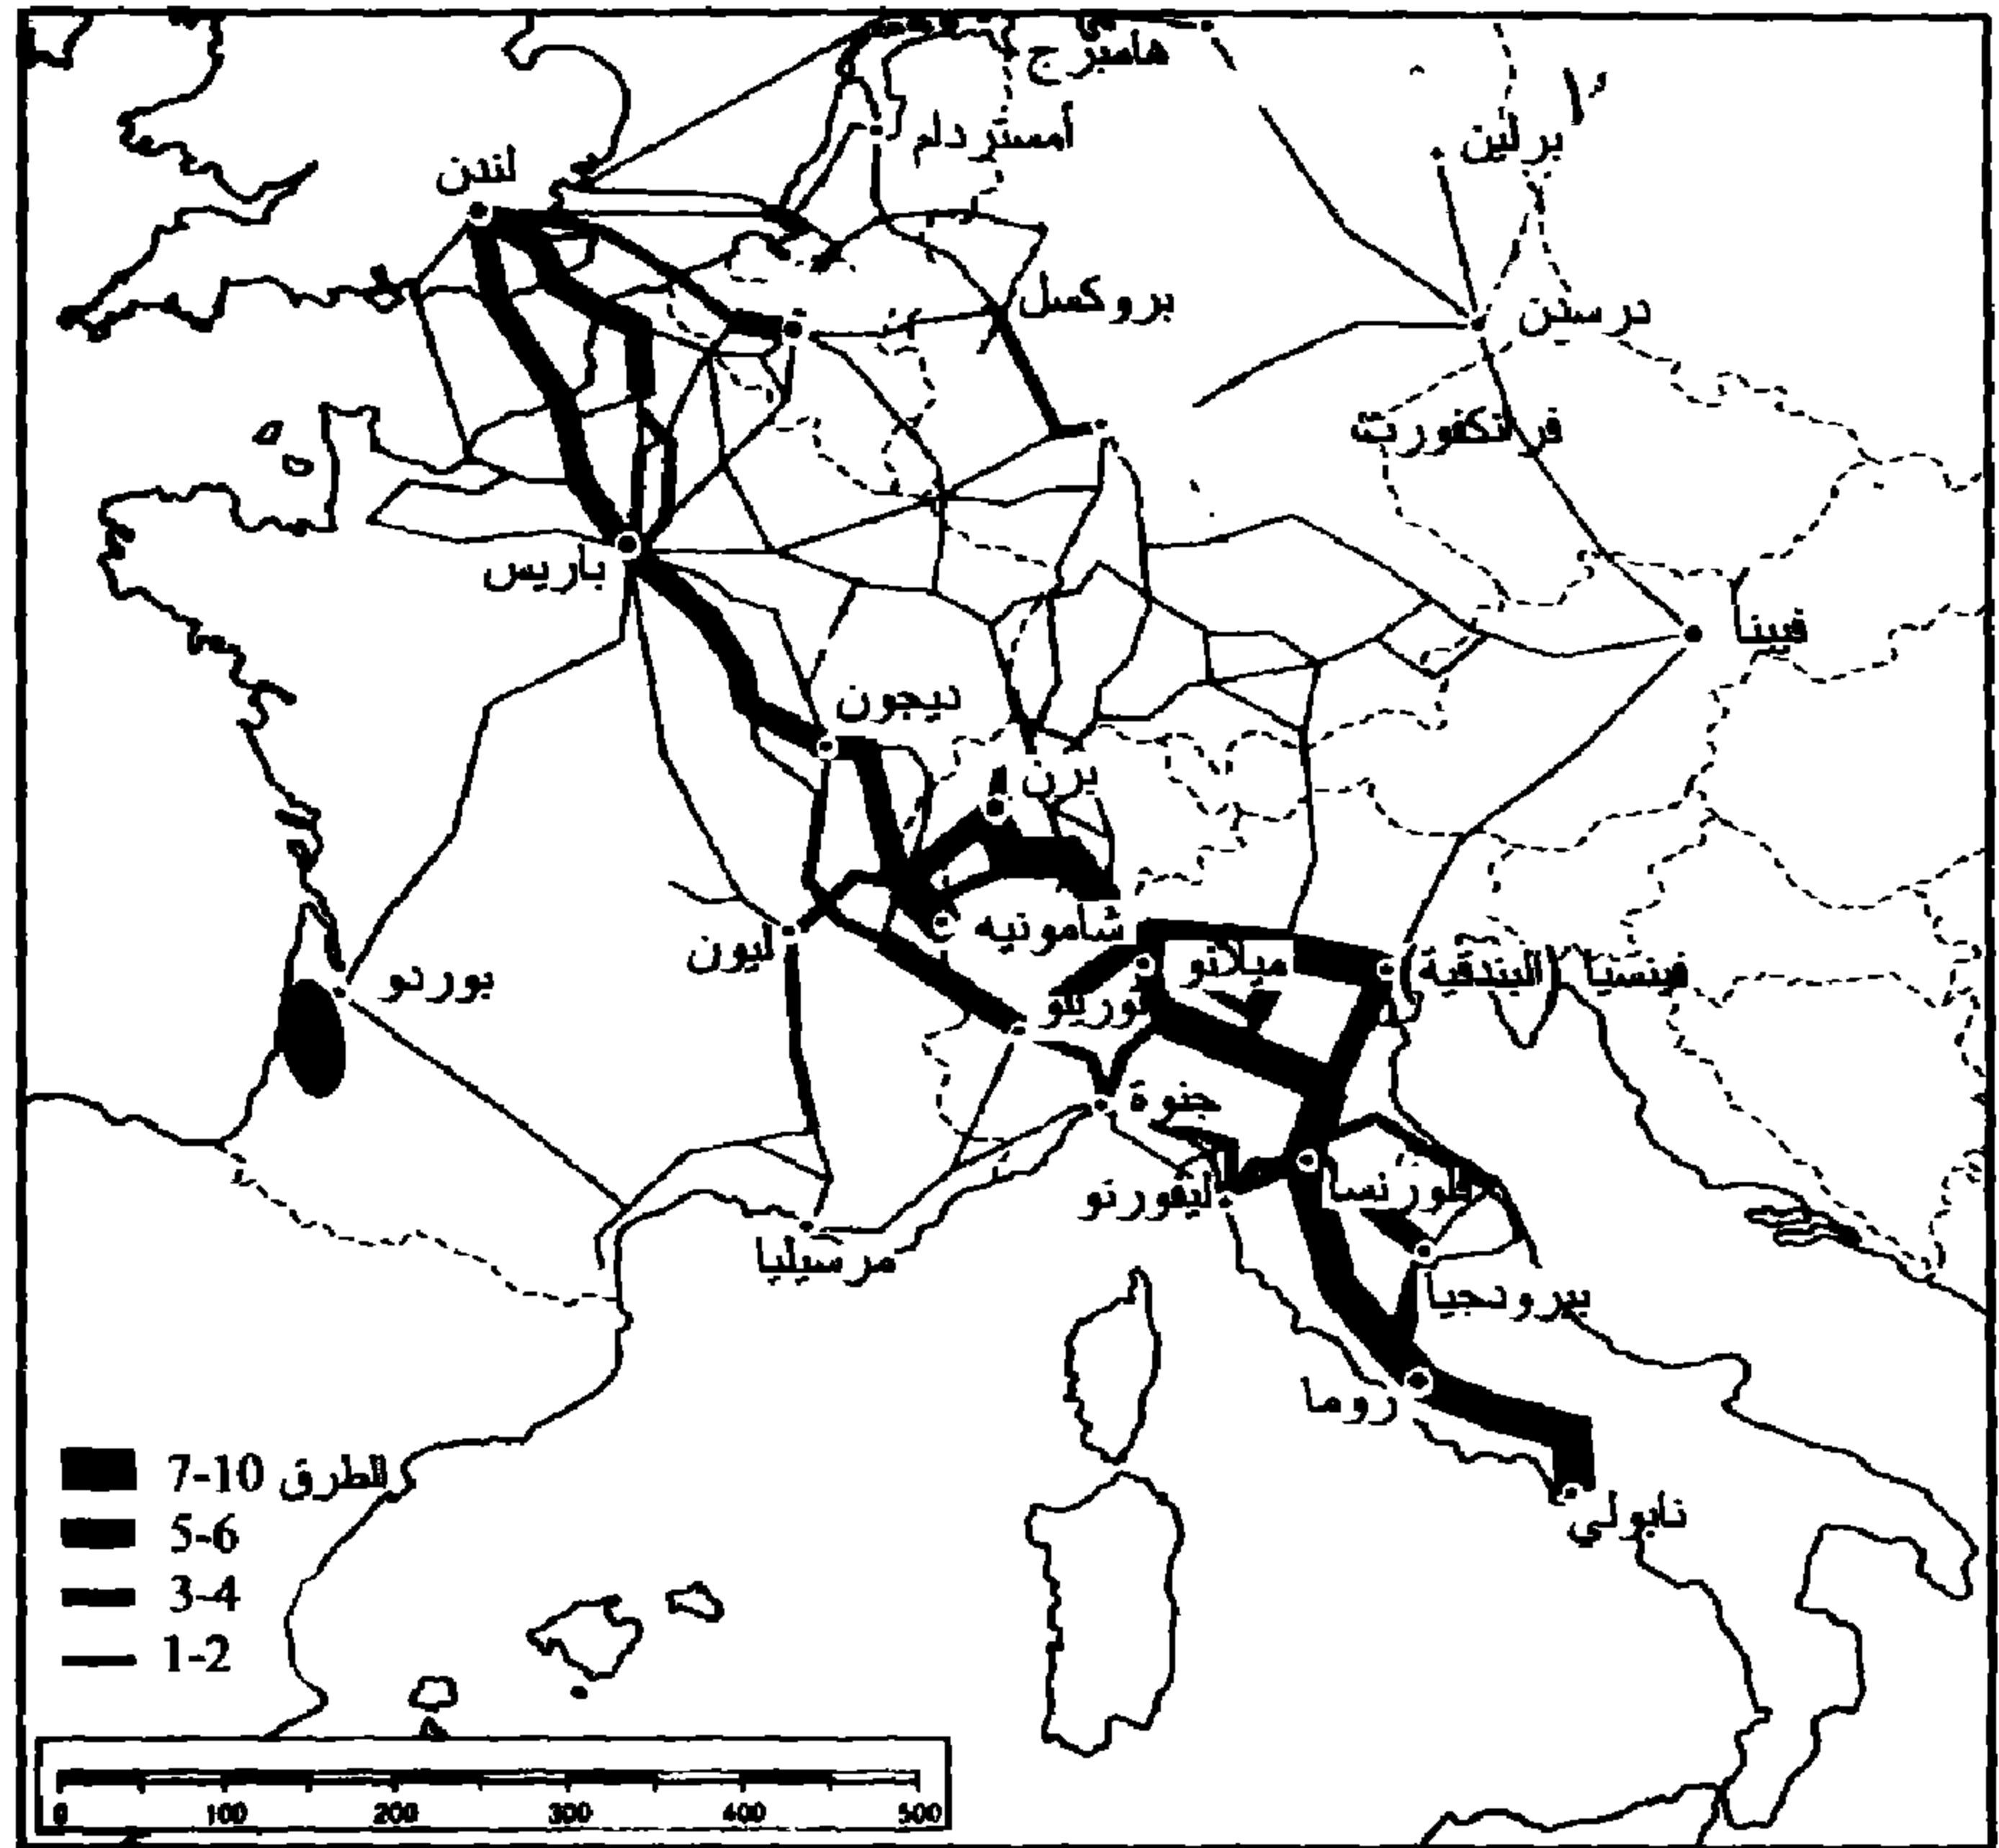 هامبرج
أمستردام
برلين
لندن
بروكسل
درسدن
فرانكفورت
باريس
فيينا
ديجون
برن
شامونيه
ليون
ميلانو
فينسيا (البندقية)
بوردو
تورينو
جنوة
ليفورنو
فلورنسا
مرسيليا
بيروجيا
روما
نابولي
الطرق 7-10
5-6
3-4
1-2
0 100 200 300 400 500